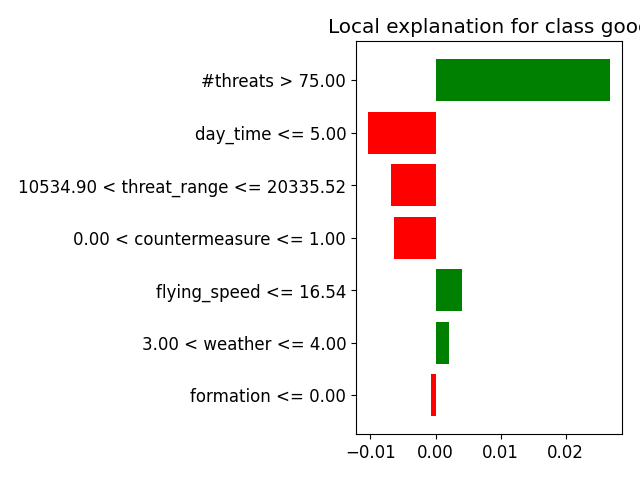 Local explanation for class good
#threats > 75.00
day_time <= 5.00
10534.90 < threat_range <= 20335.52
0.00 < countermeasure <= 1.00
flying_speed <= 16.54
3.00 < weather <= 4.00
formation <= 0.00
−0.01 0.00 0.01 0.02